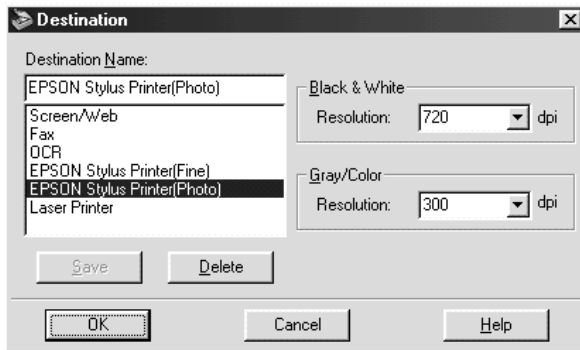 Destination
Destination Name:
EPSON Stylus Printer(Photo)
Screen/Web
Fax
OCR
EPSON Stylus Printer(Fine)
EPSON Stylus Printer(Photo)
Laser Printer
Save Delete
Black & White
Resolution: 720 dpi
Gray/Color
Resolution: 300 dpi
OK Cancel Help